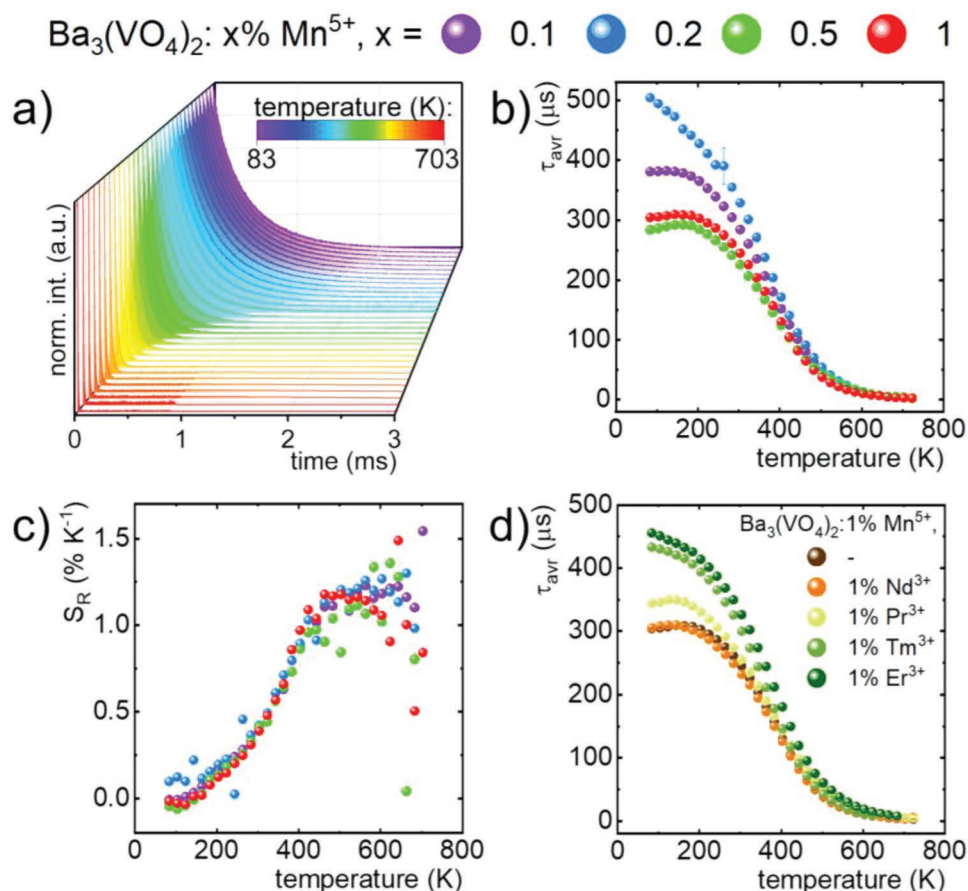 Ba₃(VO₄)₂: x% Mn⁵⁺, x = 0.1 0.2 0.5 1
a)
temperature (K):
83 703
norm. int. (a.u.)
0 1 2 3
time (ms)
b)
τavr (μs)
500
400
300
200
100
0
0 200 400 600 800
temperature (K)
c)
S_R (% K⁻¹)
1.5
1.0
0.5
0.0
0 200 400 600 800
temperature (K)
d)
τavr (μs)
500
400
300
200
100
0
Ba₃(VO₄)₂:1% Mn⁵⁺,
-
1% Nd³⁺
1% Pr³⁺
1% Tm³⁺
1% Er³⁺
0 200 400 600 800
temperature (K)